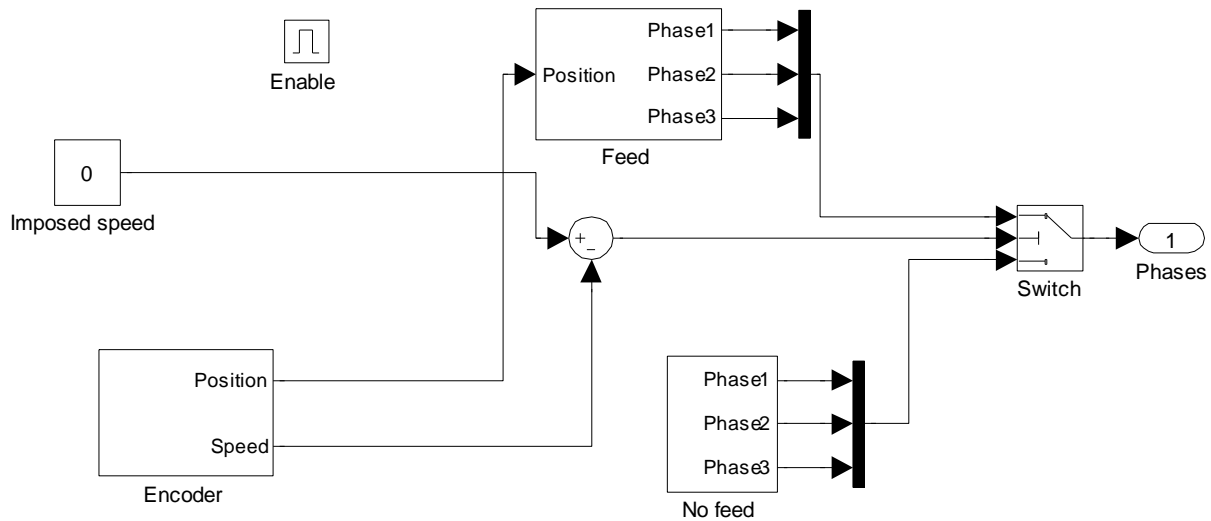 Phase1
Position
Phase2
Phase3
Feed
Enable
0
Imposed speed
+
−
1
Phases
Switch
Position
Speed
Encoder
Phase1
Phase2
Phase3
No feed